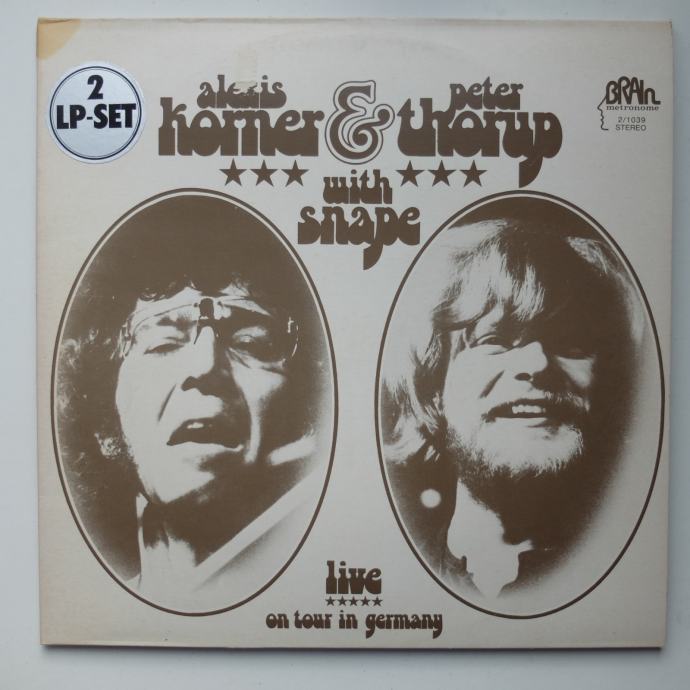 2
LP-SET
alexis & peter
korner thorup
★★★ with ★★★
snape
BRAIN
metronome
2/1039
STEREO
live
★★★★★
on tour in germany